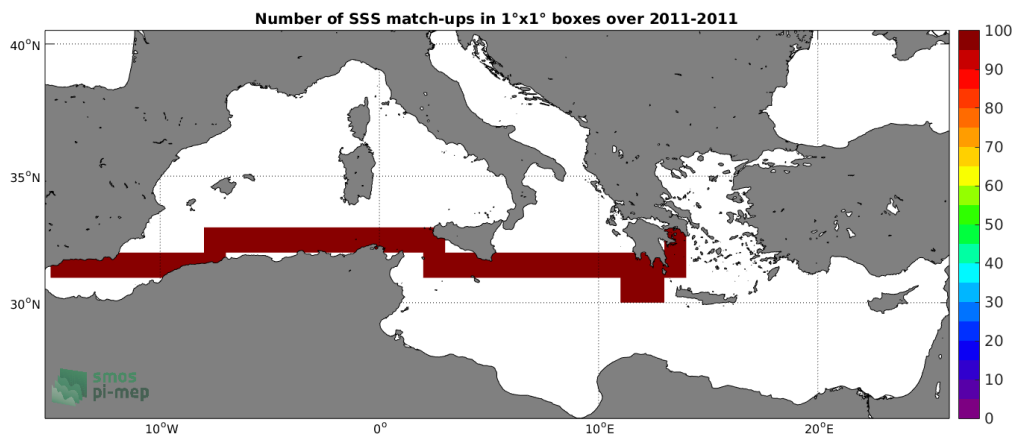 Number of SSS match-ups in 1°x1° boxes over 2011-2011
40°N
35°N
30°N
10°W
0°
10°E
20°E
100
90
80
70
60
50
40
30
20
10
0
smos
pi-mep